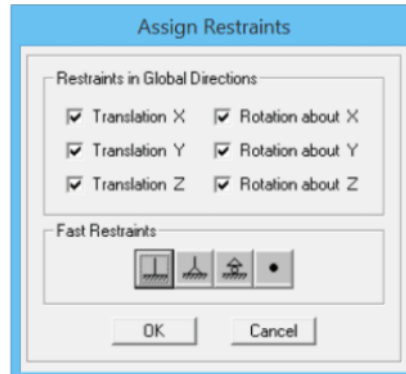 Assign Restraints
Restraints in Global Directions
Translation X Rotation about X
Translation Y Rotation about Y
Translation Z Rotation about Z
Fast Restraints
OK Cancel